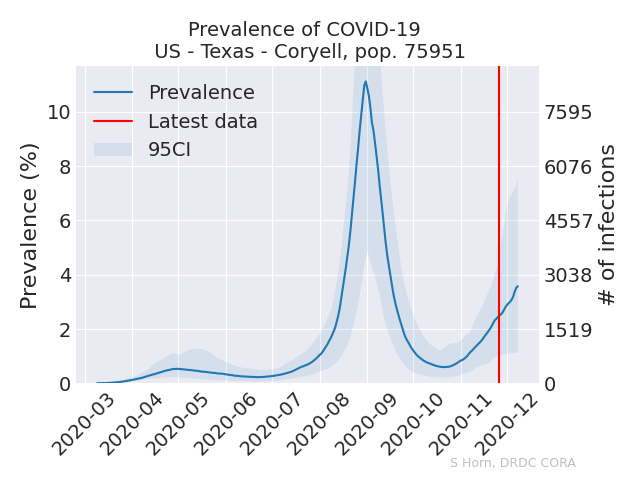 Prevalence of COVID-19
US - Texas - Coryell, pop. 75951
Prevalence
Latest data
95CI
Prevalence (%)
10
8
6
4
2
0
7595
6076
4557
3038
1519
0
# of infections
2020-03
2020-04
2020-05
2020-06
2020-07
2020-08
2020-09
2020-10
2020-11
2020-12
S Horn, DRDC CORA